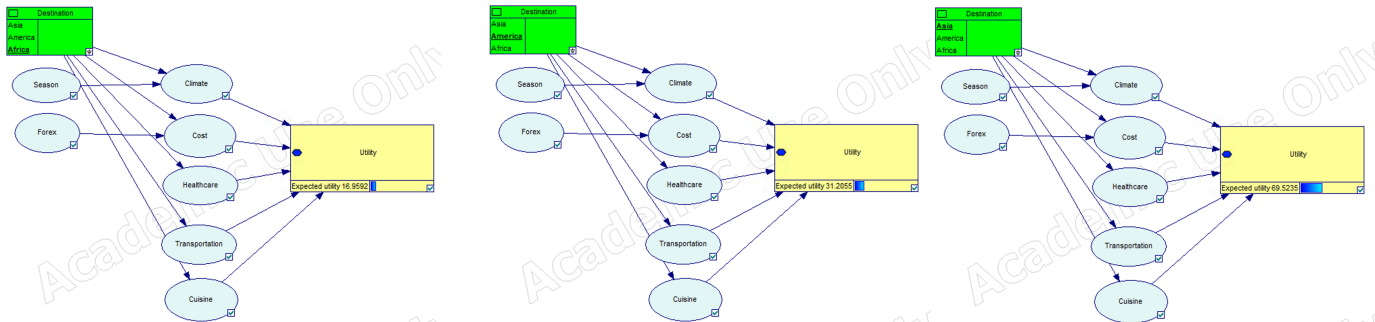 Destination
Asia
America
Africa
Season
Climate
Forex
Cost
Utility
Healthcare
Expected utility 16.9592
Transportation
Cuisine
Academic Use Only
Destination
Asia
America
Africa
Season
Climate
Forex
Cost
Utility
Healthcare
Expected utility 31.2055
Transportation
Cuisine
Academic Use Only
Destination
Asia
America
Africa
Season
Climate
Forex
Cost
Utility
Healthcare
Expected utility 69.5235
Transportation
Cuisine
Academic Use Only